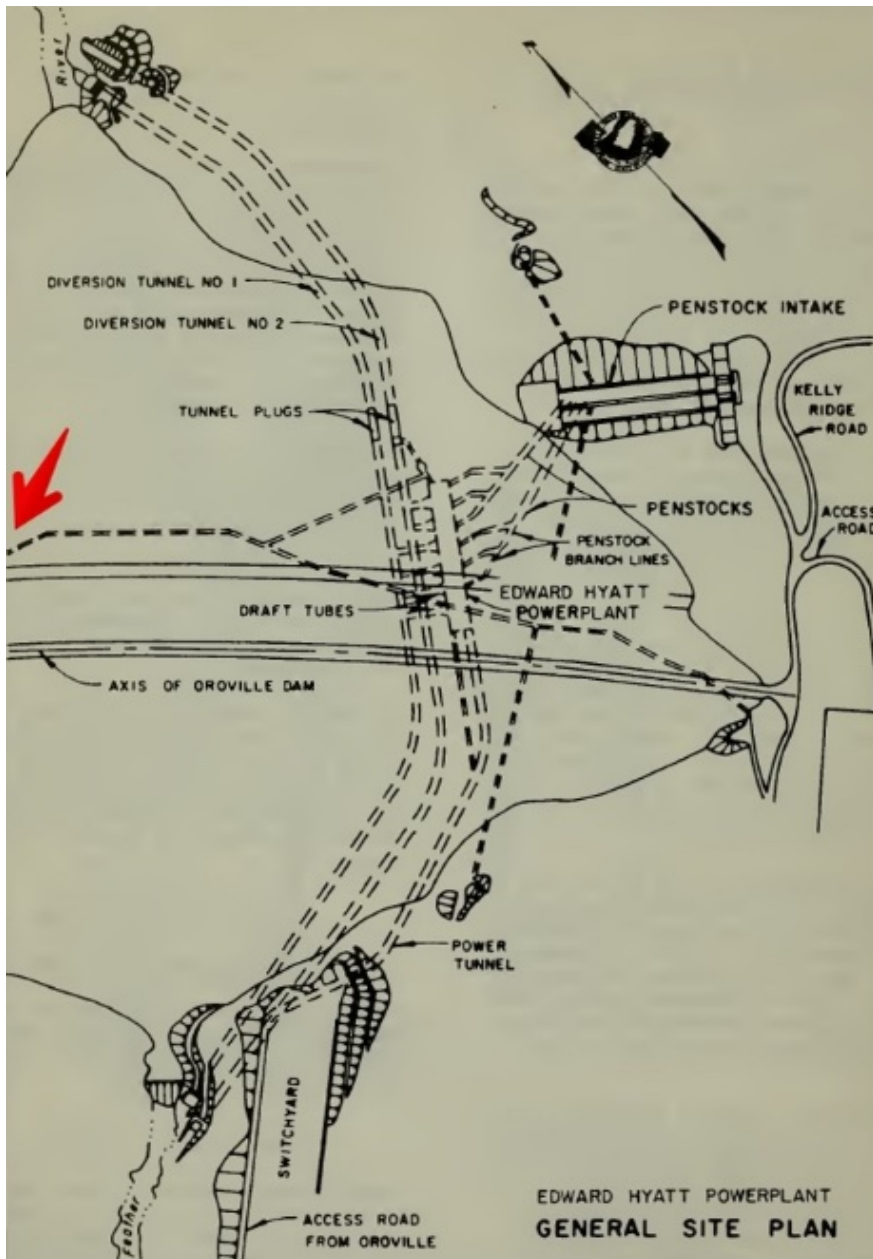 River
DIVERSION TUNNEL NO 1
DIVERSION TUNNEL NO 2
PENSTOCK INTAKE
KELLY
RIDGE
ROAD
TUNNEL PLUGS
PENSTOCKS
ACCESS
ROAD
PENSTOCK
BRANCH LINES
EDWARD HYATT
POWERPLANT
DRAFT TUBES
AXIS OF OROVILLE DAM
POWER
TUNNEL
SWITCHYARD
Feather
ACCESS ROAD
FROM OROVILLE
EDWARD HYATT POWERPLANT
GENERAL SITE PLAN